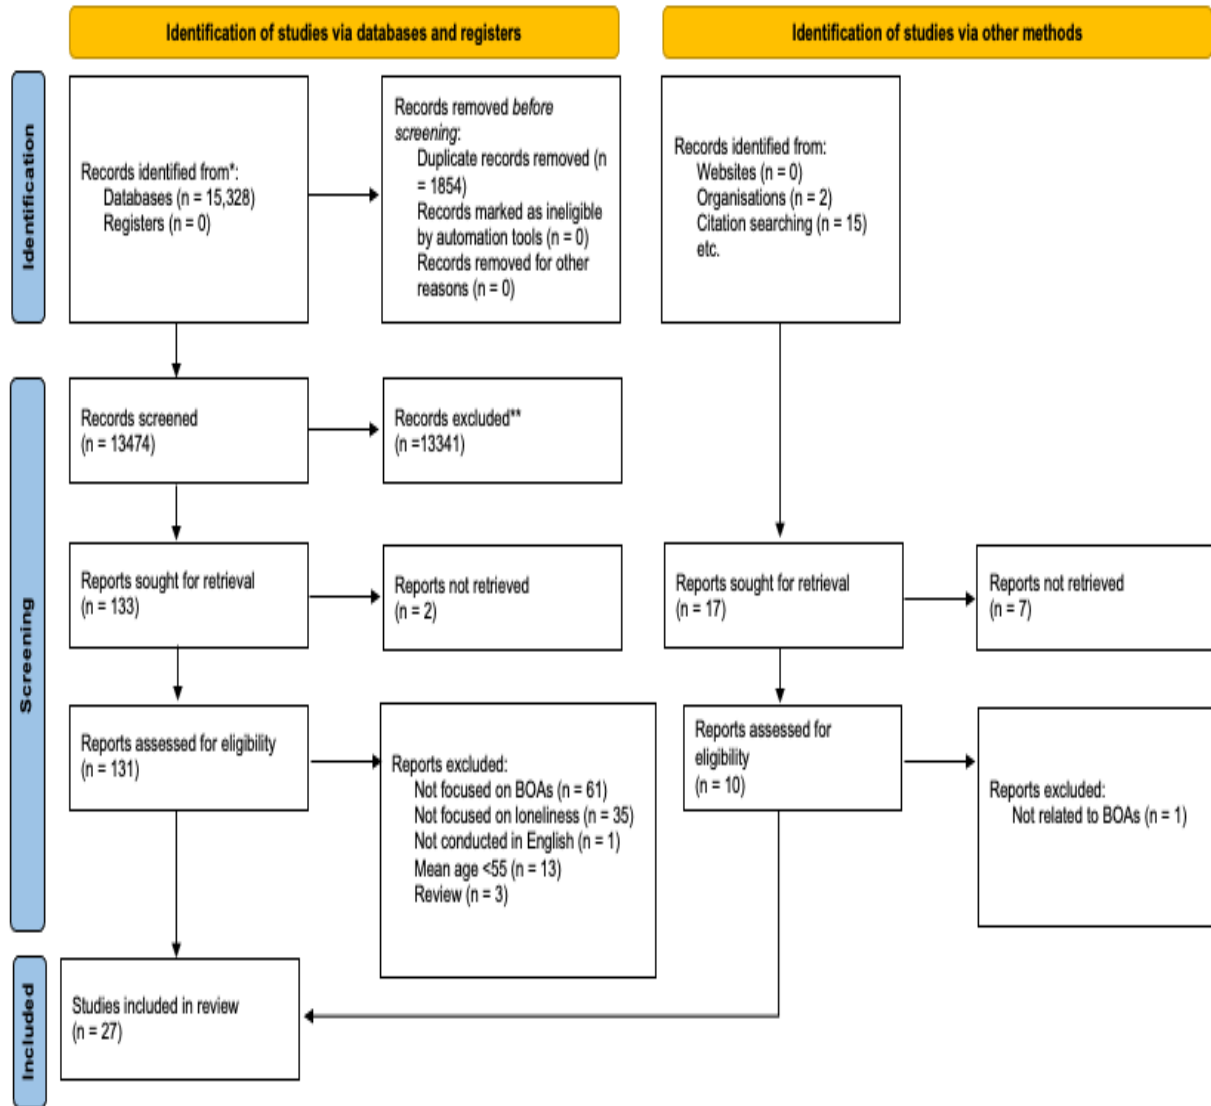 Identification of studies via databases and registers
Identification of studies via other methods
Identification
Records identified from*:
Databases (n = 15,328)
Registers (n = 0)
Records removed before
screening:
Duplicate records removed (n
= 1854)
Records marked as ineligible
by automation tools (n = 0)
Records removed for other
reasons (n = 0)
Records identified from:
Websites (n = 0)
Organisations (n = 2)
Citation searching (n = 15)
etc.
Screening
Records screened
(n = 13474)
Records excluded**
(n =13341)
Reports sought for retrieval
(n = 133)
Reports not retrieved
(n = 2)
Reports sought for retrieval
(n = 17)
Reports not retrieved
(n = 7)
Reports assessed for eligibility
(n = 131)
Reports excluded:
Not focused on BOAs (n = 61)
Not focused on loneliness (n = 35)
Not conducted in English (n = 1)
Mean age <55 (n = 13)
Review (n = 3)
Reports assessed for
eligibility
(n = 10)
Reports excluded:
Not related to BOAs (n = 1)
Included
Studies included in review
(n = 27)